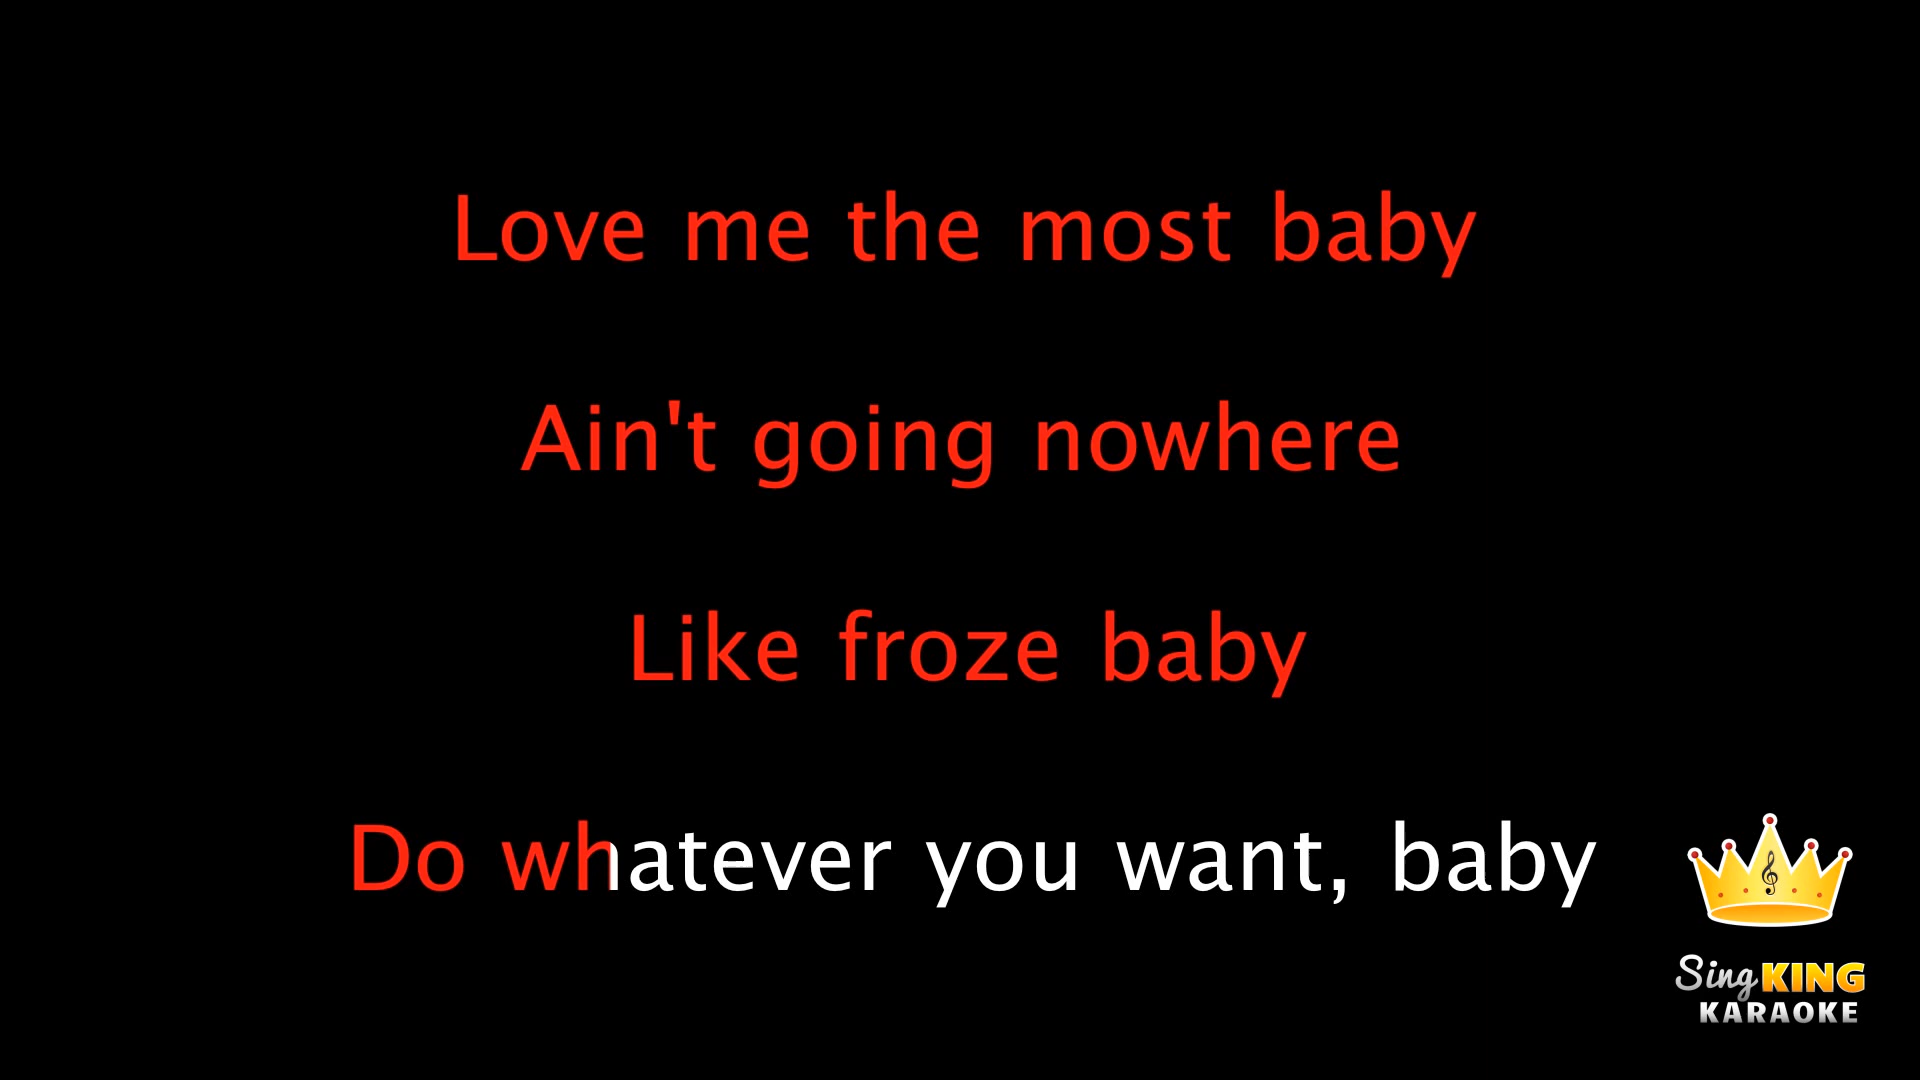 Love me the most baby
Ain't going nowhere
Like froze baby
Do whatever you want, baby
Sing KING
KARAOKE